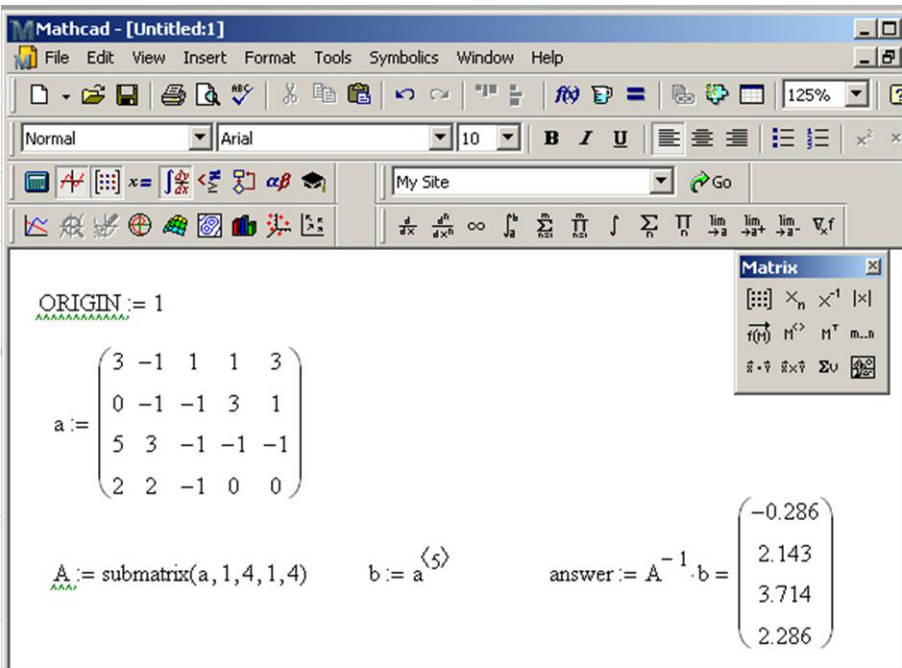 Mathcad - [Untitled:1]
File Edit View Insert Format Tools Symbolics Window Help
125%
Normal Arial 10 B I U
My Site Go
Matrix
ORIGIN := 1
a := 
3 -1 1 1 3
0 -1 -1 3 1
5 3 -1 -1 -1
2 2 -1 0 0
A := submatrix(a, 1, 4, 1, 4) b := a⟨5⟩ answer := A^-1 · b =
-0.286
2.143
3.714
2.286